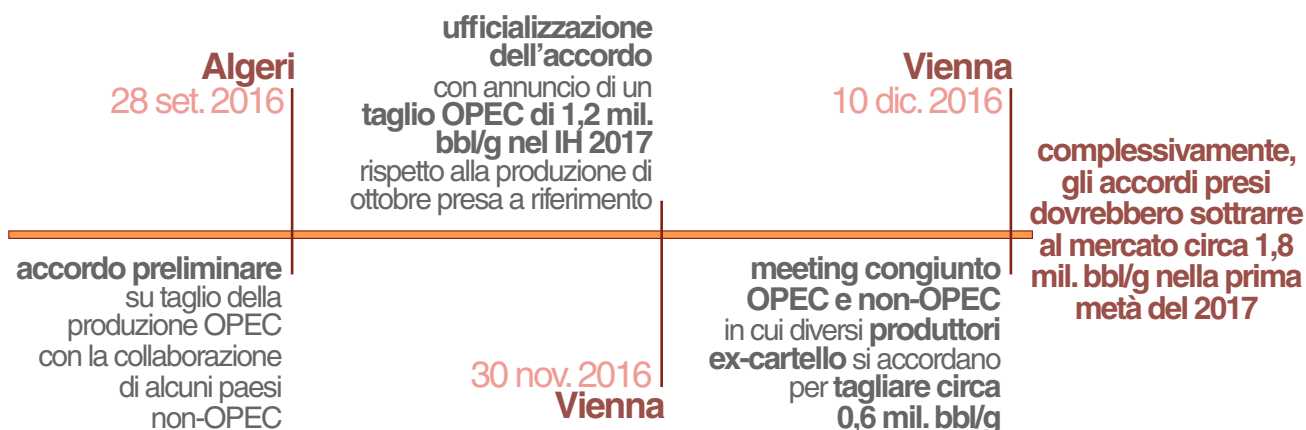 Algeri
28 set. 2016
accordo preliminare
su taglio della
produzione OPEC
con la collaborazione
di alcuni paesi
non-OPEC
ufficializzazione
dell’accordo
con annuncio di un
taglio OPEC di 1,2 mil.
bbl/g nel IH 2017
rispetto alla produzione di
ottobre presa a riferimento
30 nov. 2016
Vienna
Vienna
10 dic. 2016
meeting congiunto
OPEC e non-OPEC
in cui diversi produttori
ex-cartello si accordano
per tagliare circa
0,6 mil. bbl/g
complessivamente,
gli accordi presi
dovrebbero sottrarre
al mercato circa 1,8
mil. bbl/g nella prima
metà del 2017